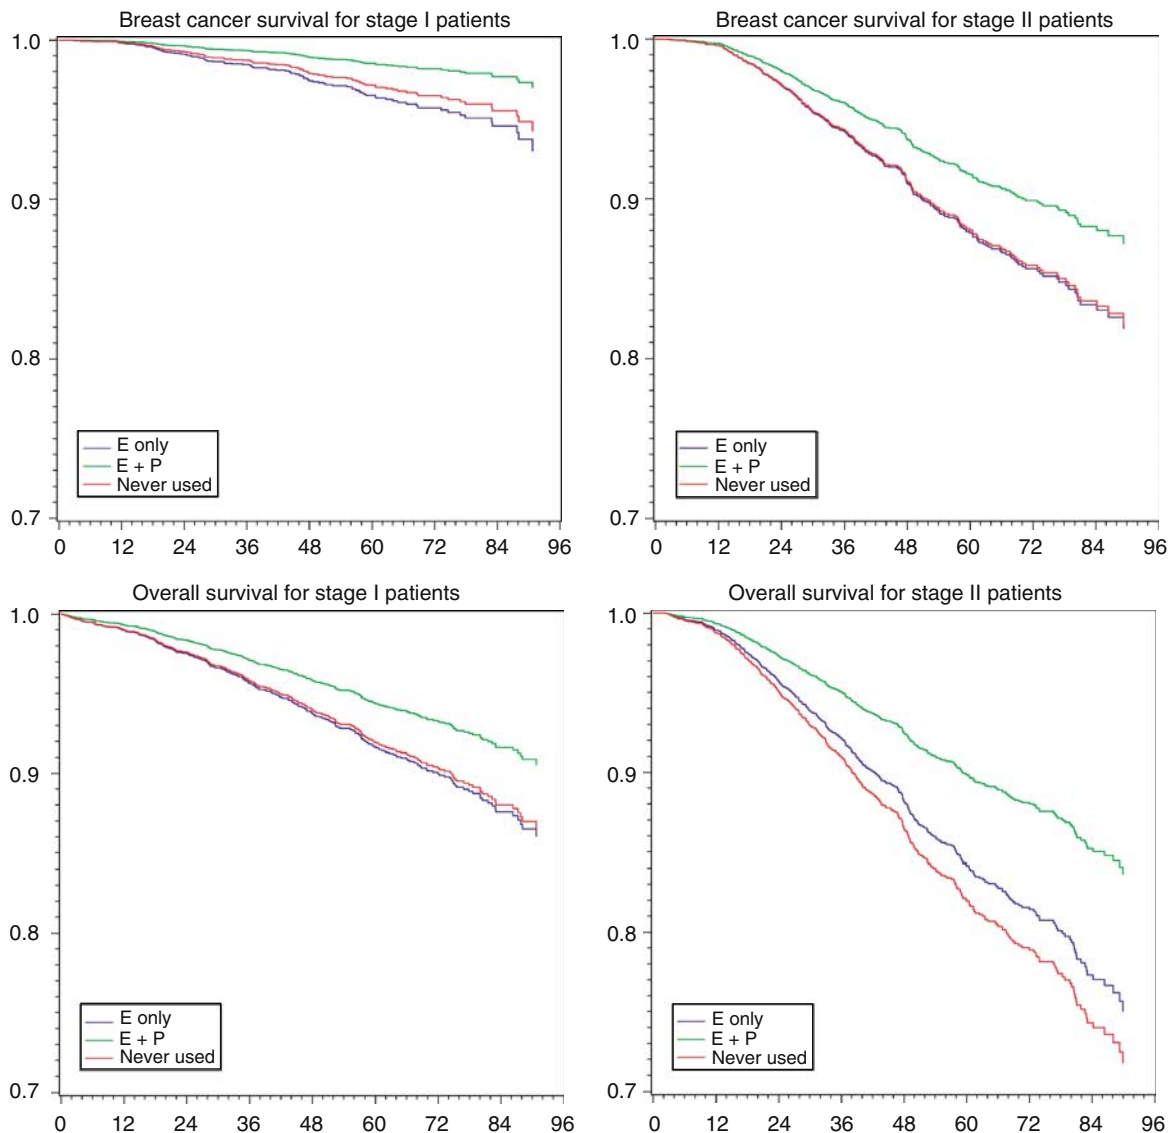 Breast cancer survival for stage I patients
1.0
0.9
0.8
0.7
E only
E + P
Never used
0 12 24 36 48 60 72 84 96
Breast cancer survival for stage II patients
1.0
0.9
0.8
0.7
E only
E + P
Never used
0 12 24 36 48 60 72 84 96
Overall survival for stage I patients
1.0
0.9
0.8
0.7
E only
E + P
Never used
0 12 24 36 48 60 72 84 96
Overall survival for stage II patients
1.0
0.9
0.8
0.7
E only
E + P
Never used
0 12 24 36 48 60 72 84 96